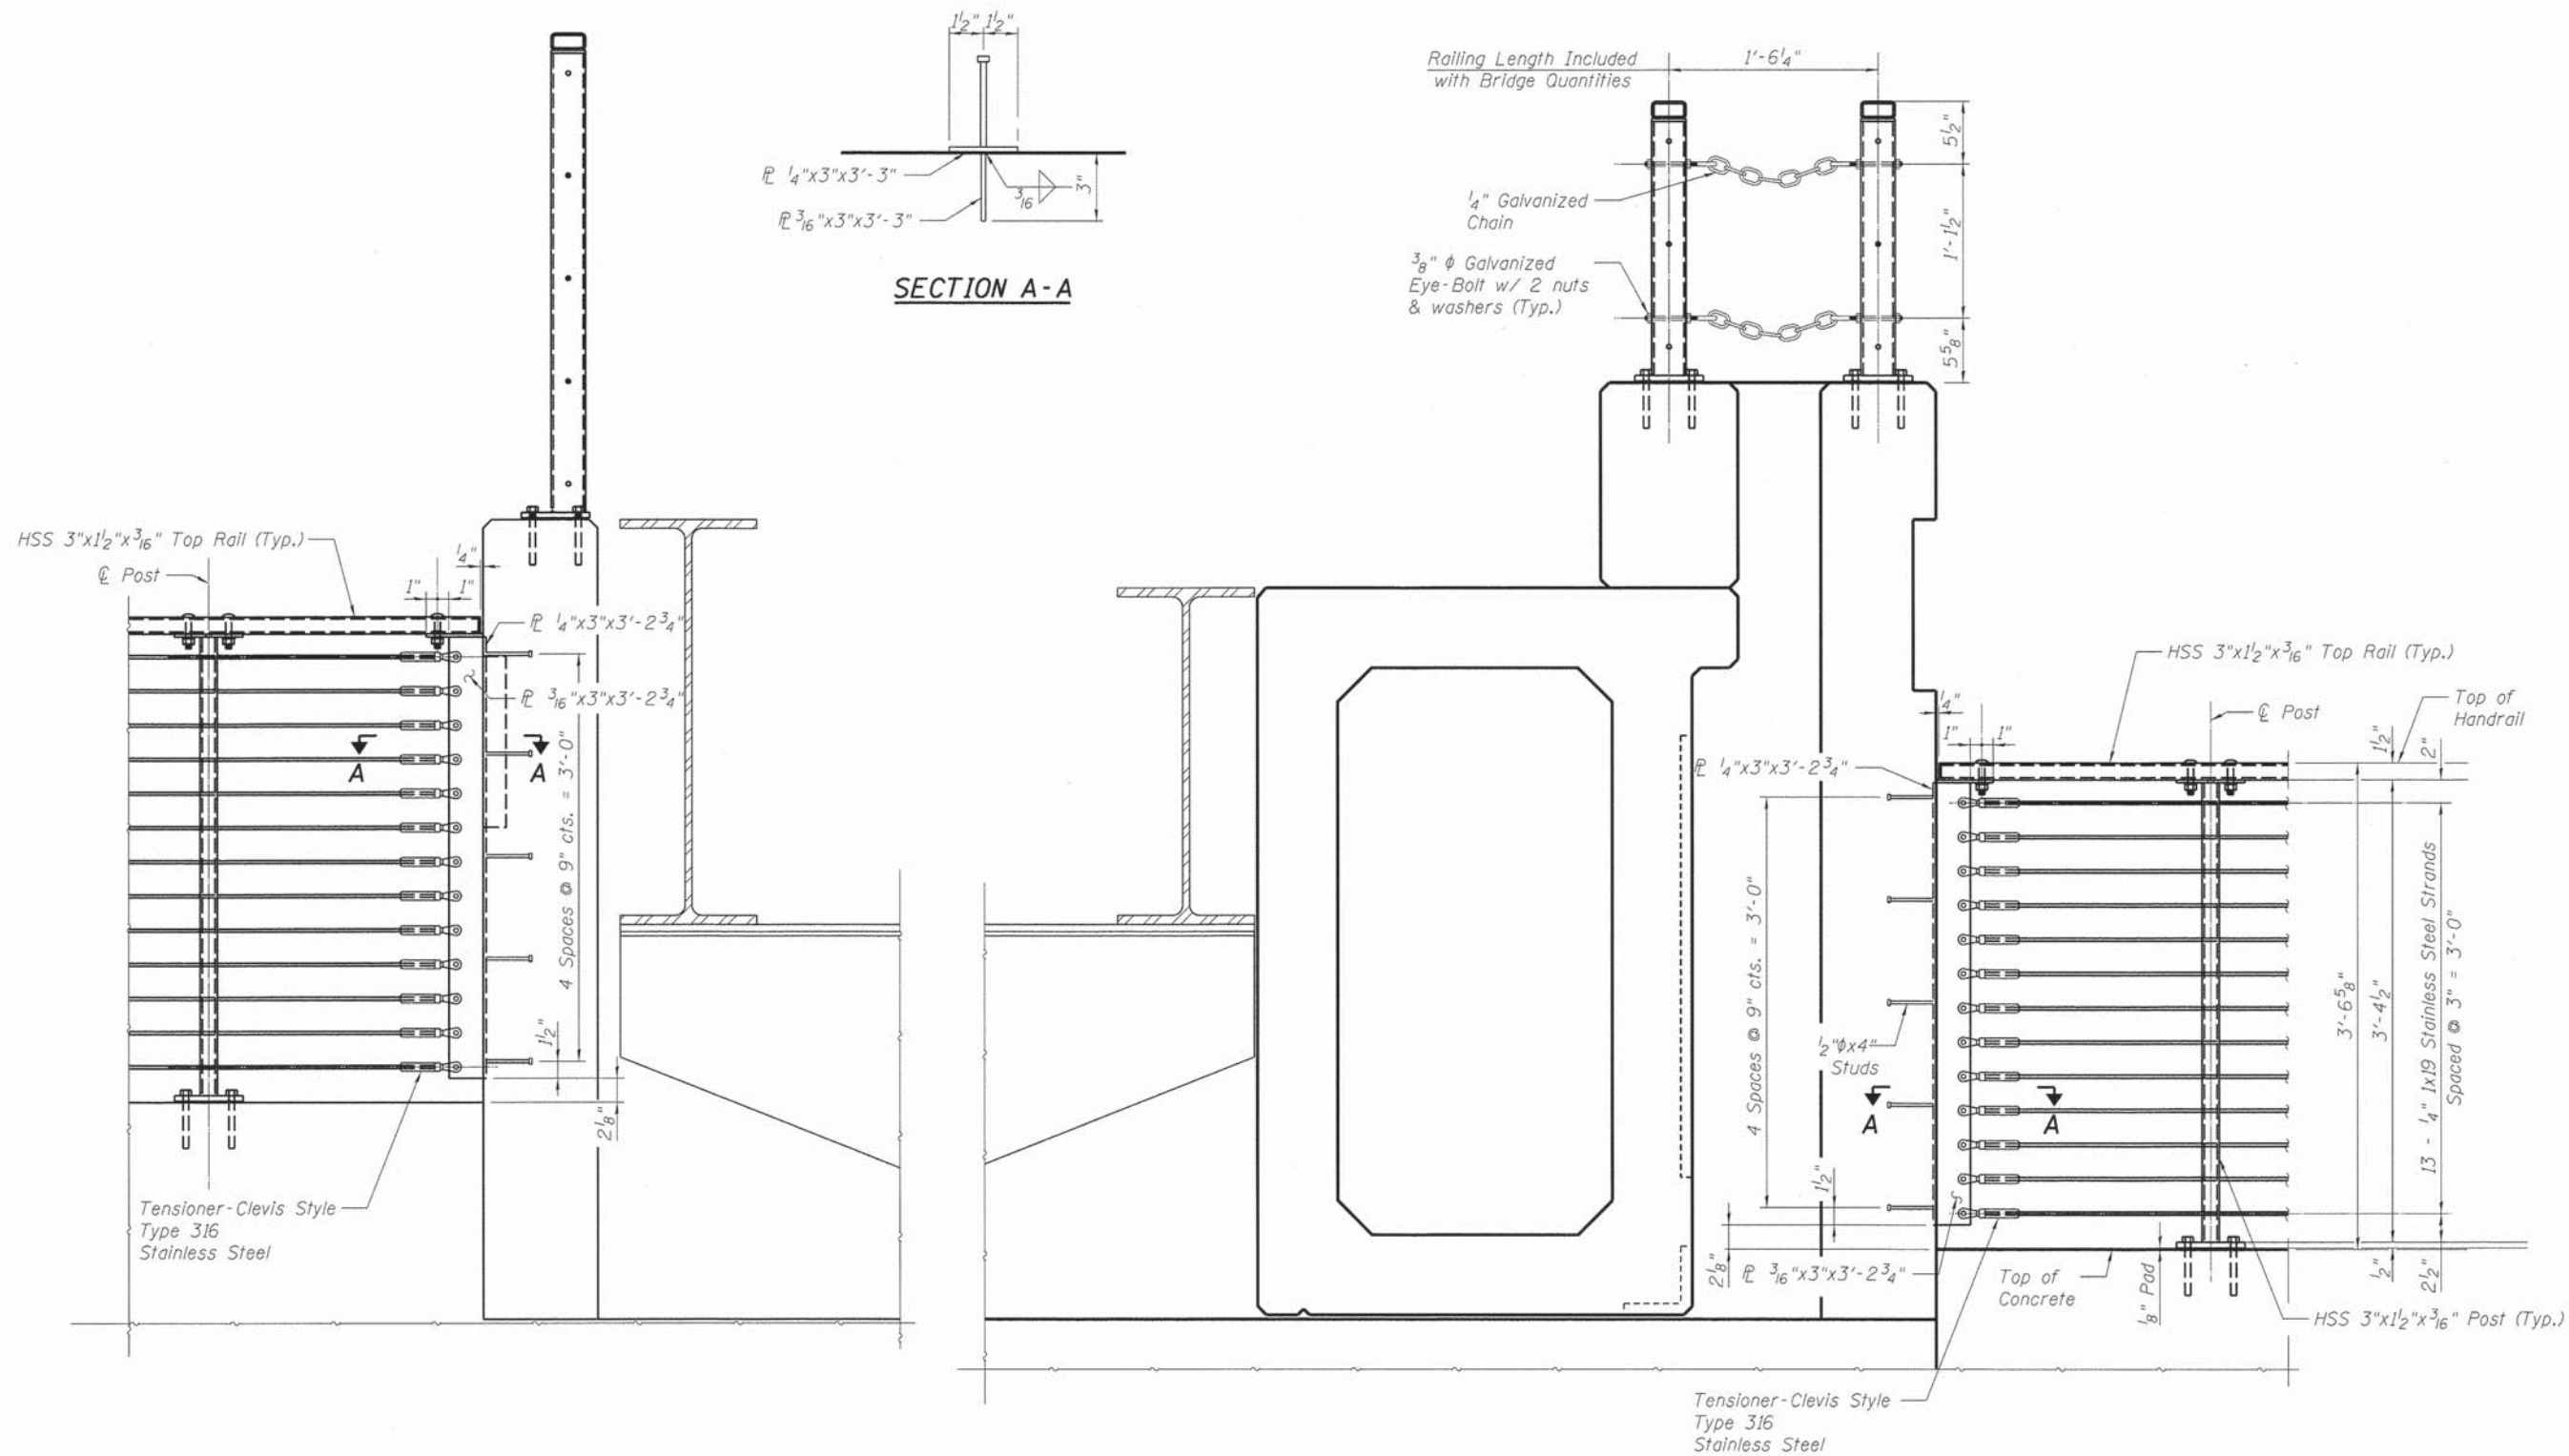 1½" 1½"
℄ ¼"x3"x3'-3"
℄ 3/16"x3"x3'-3"
3/16
3"
SECTION A-A
Railing Length Included
with Bridge Quantities
1'-6¼"
5½"
1'-1½"
5⅝"
¼" Galvanized
Chain
⅜" ϕ Galvanized
Eye-Bolt w/ 2 nuts
& washers (Typ.)
HSS 3"x1½"x3/16" Top Rail (Typ.)
℄ Post
¼"
1" 1"
℄ ¼"x3"x3'-2¾"
℄ 3/16"x3"x3'-2¾"
A A
4 Spaces @ 9" cts. = 3'-0"
1½"
2⅛"
Tensioner-Clevis Style
Type 316
Stainless Steel
HSS 3"x1½"x3/16" Top Rail (Typ.)
Top of
Handrail
℄ Post
¼"
1" 1"
1½"
2"
℄ ¼"x3"x3'-2¾"
4 Spaces @ 9" cts. = 3'-0"
½"ϕx4"
Studs
A A
1½"
2⅛"
℄ 3/16"x3"x3'-2¾"
3'-6⅝"
3'-4½"
13 - ¼" 1x19 Stainless Steel Strands
Spaced @ 3" = 3'-0"
Top of
Concrete
⅛" Pad
½"
2½"
HSS 3"x1½"x3/16" Post (Typ.)
Tensioner-Clevis Style
Type 316
Stainless Steel